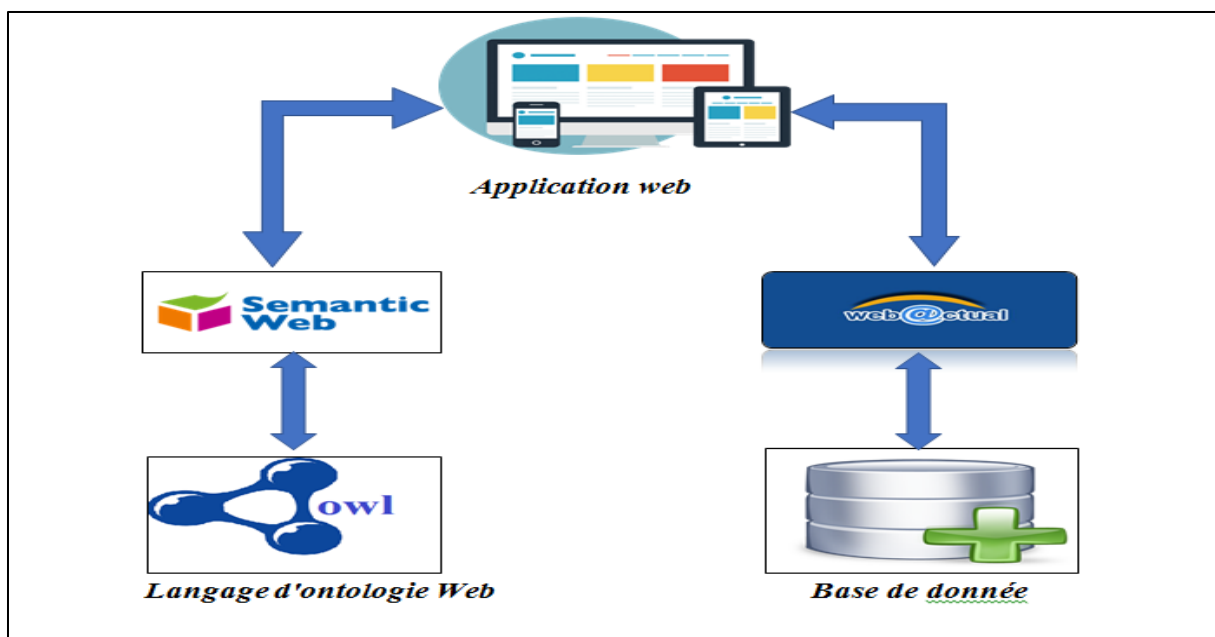 Application web
Semantic
Web
web@ctual
owl
Langage d'ontologie Web
Base de donnée